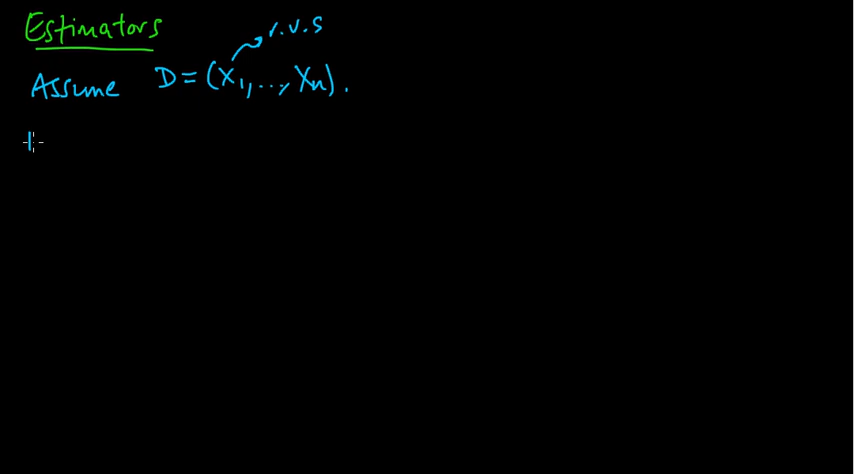 Estimators
r.v.s
Assume D = (X₁, ..., Xₙ).